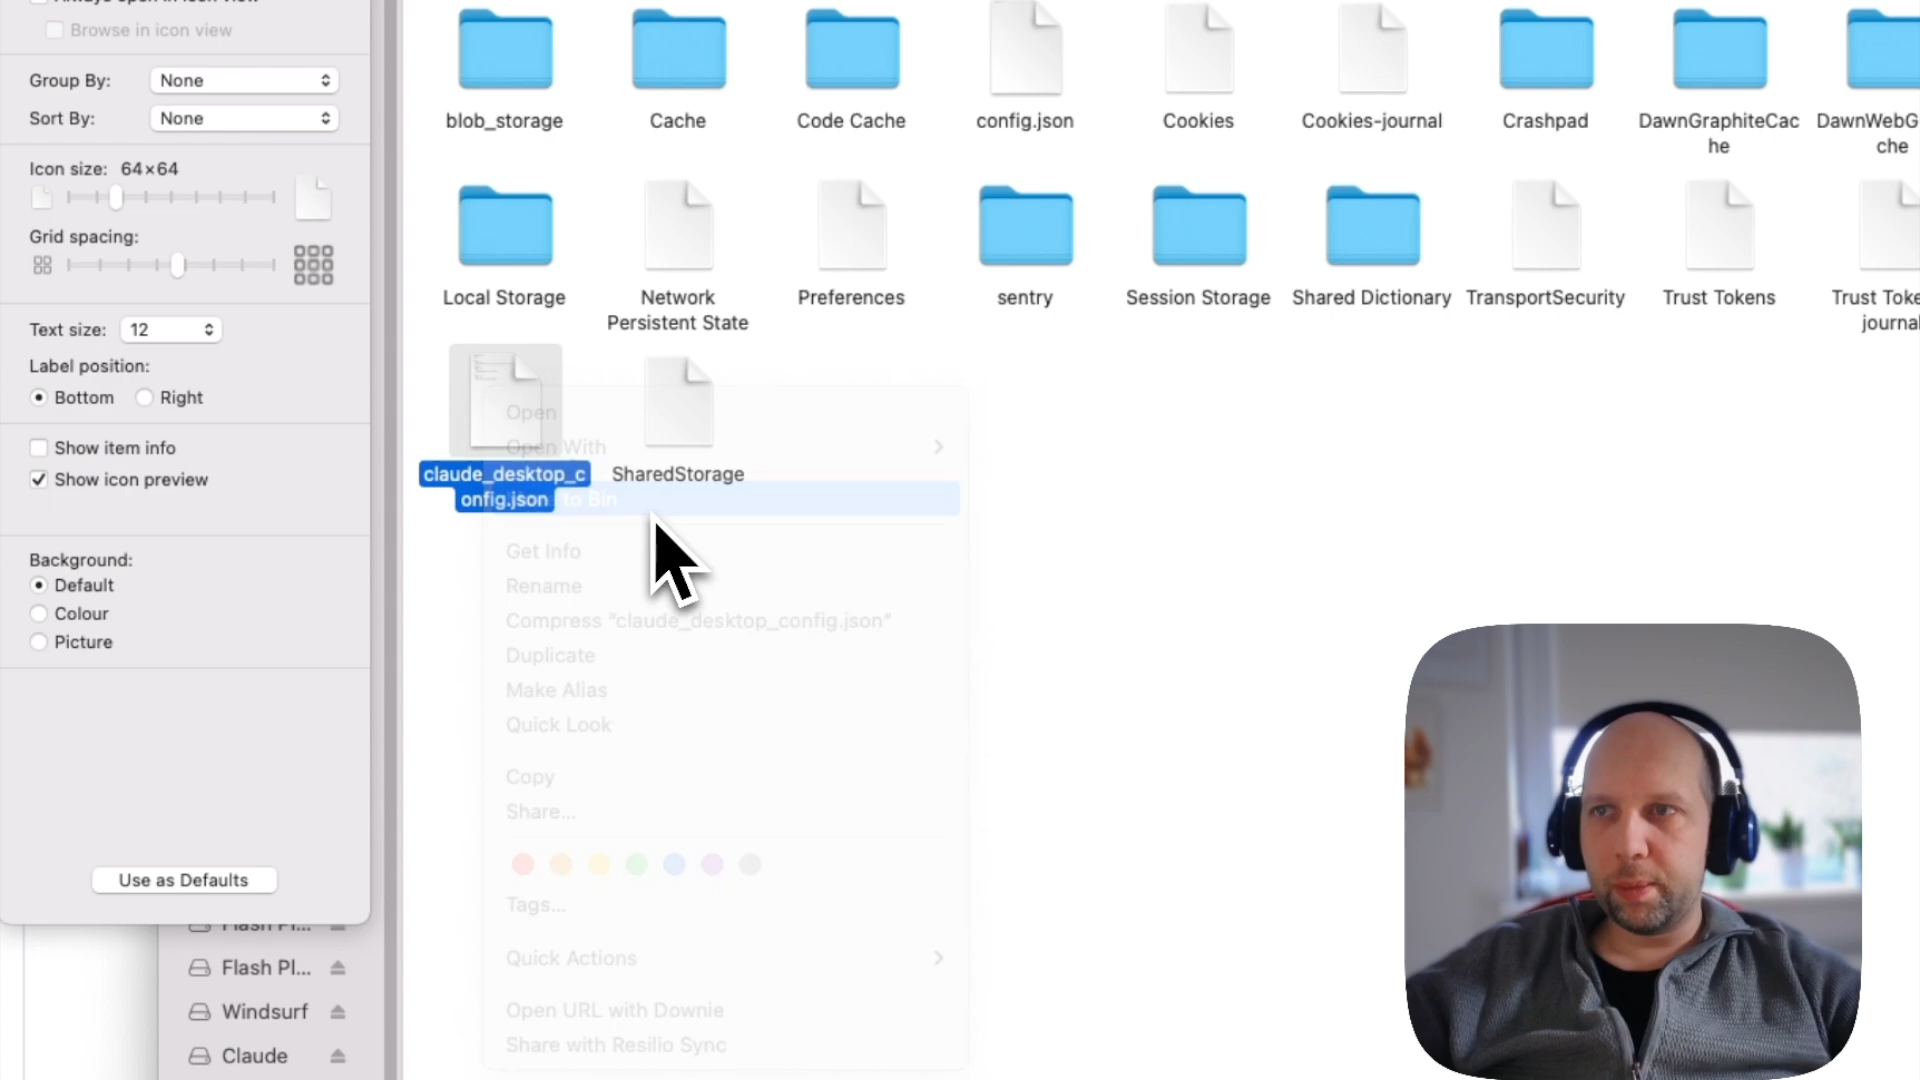 Browse in icon view
Group By: None
Sort By: None
Icon size: 64×64
Grid spacing:
Text size: 12
Label position:
Bottom Right
Show item info
Show icon preview
Background:
Default
Colour
Picture
Use as Defaults
Flash Pl...
Flash Pl...
Windsurf
Claude
blob_storage Cache Code Cache config.json Cookies Cookies-journal Crashpad DawnGraphiteCac DawnWebG
he che
Local Storage Network Preferences sentry Session Storage Shared Dictionary TransportSecurity Trust Tokens Trust Toke
Persistent State journal
claude_desktop_c SharedStorage
onfig.json
Open
Open With
to Bin
Get Info
Rename
Compress “claude_desktop_config.json”
Duplicate
Make Alias
Quick Look
Copy
Share...
Tags...
Quick Actions
Open URL with Downie
Share with Resilio Sync